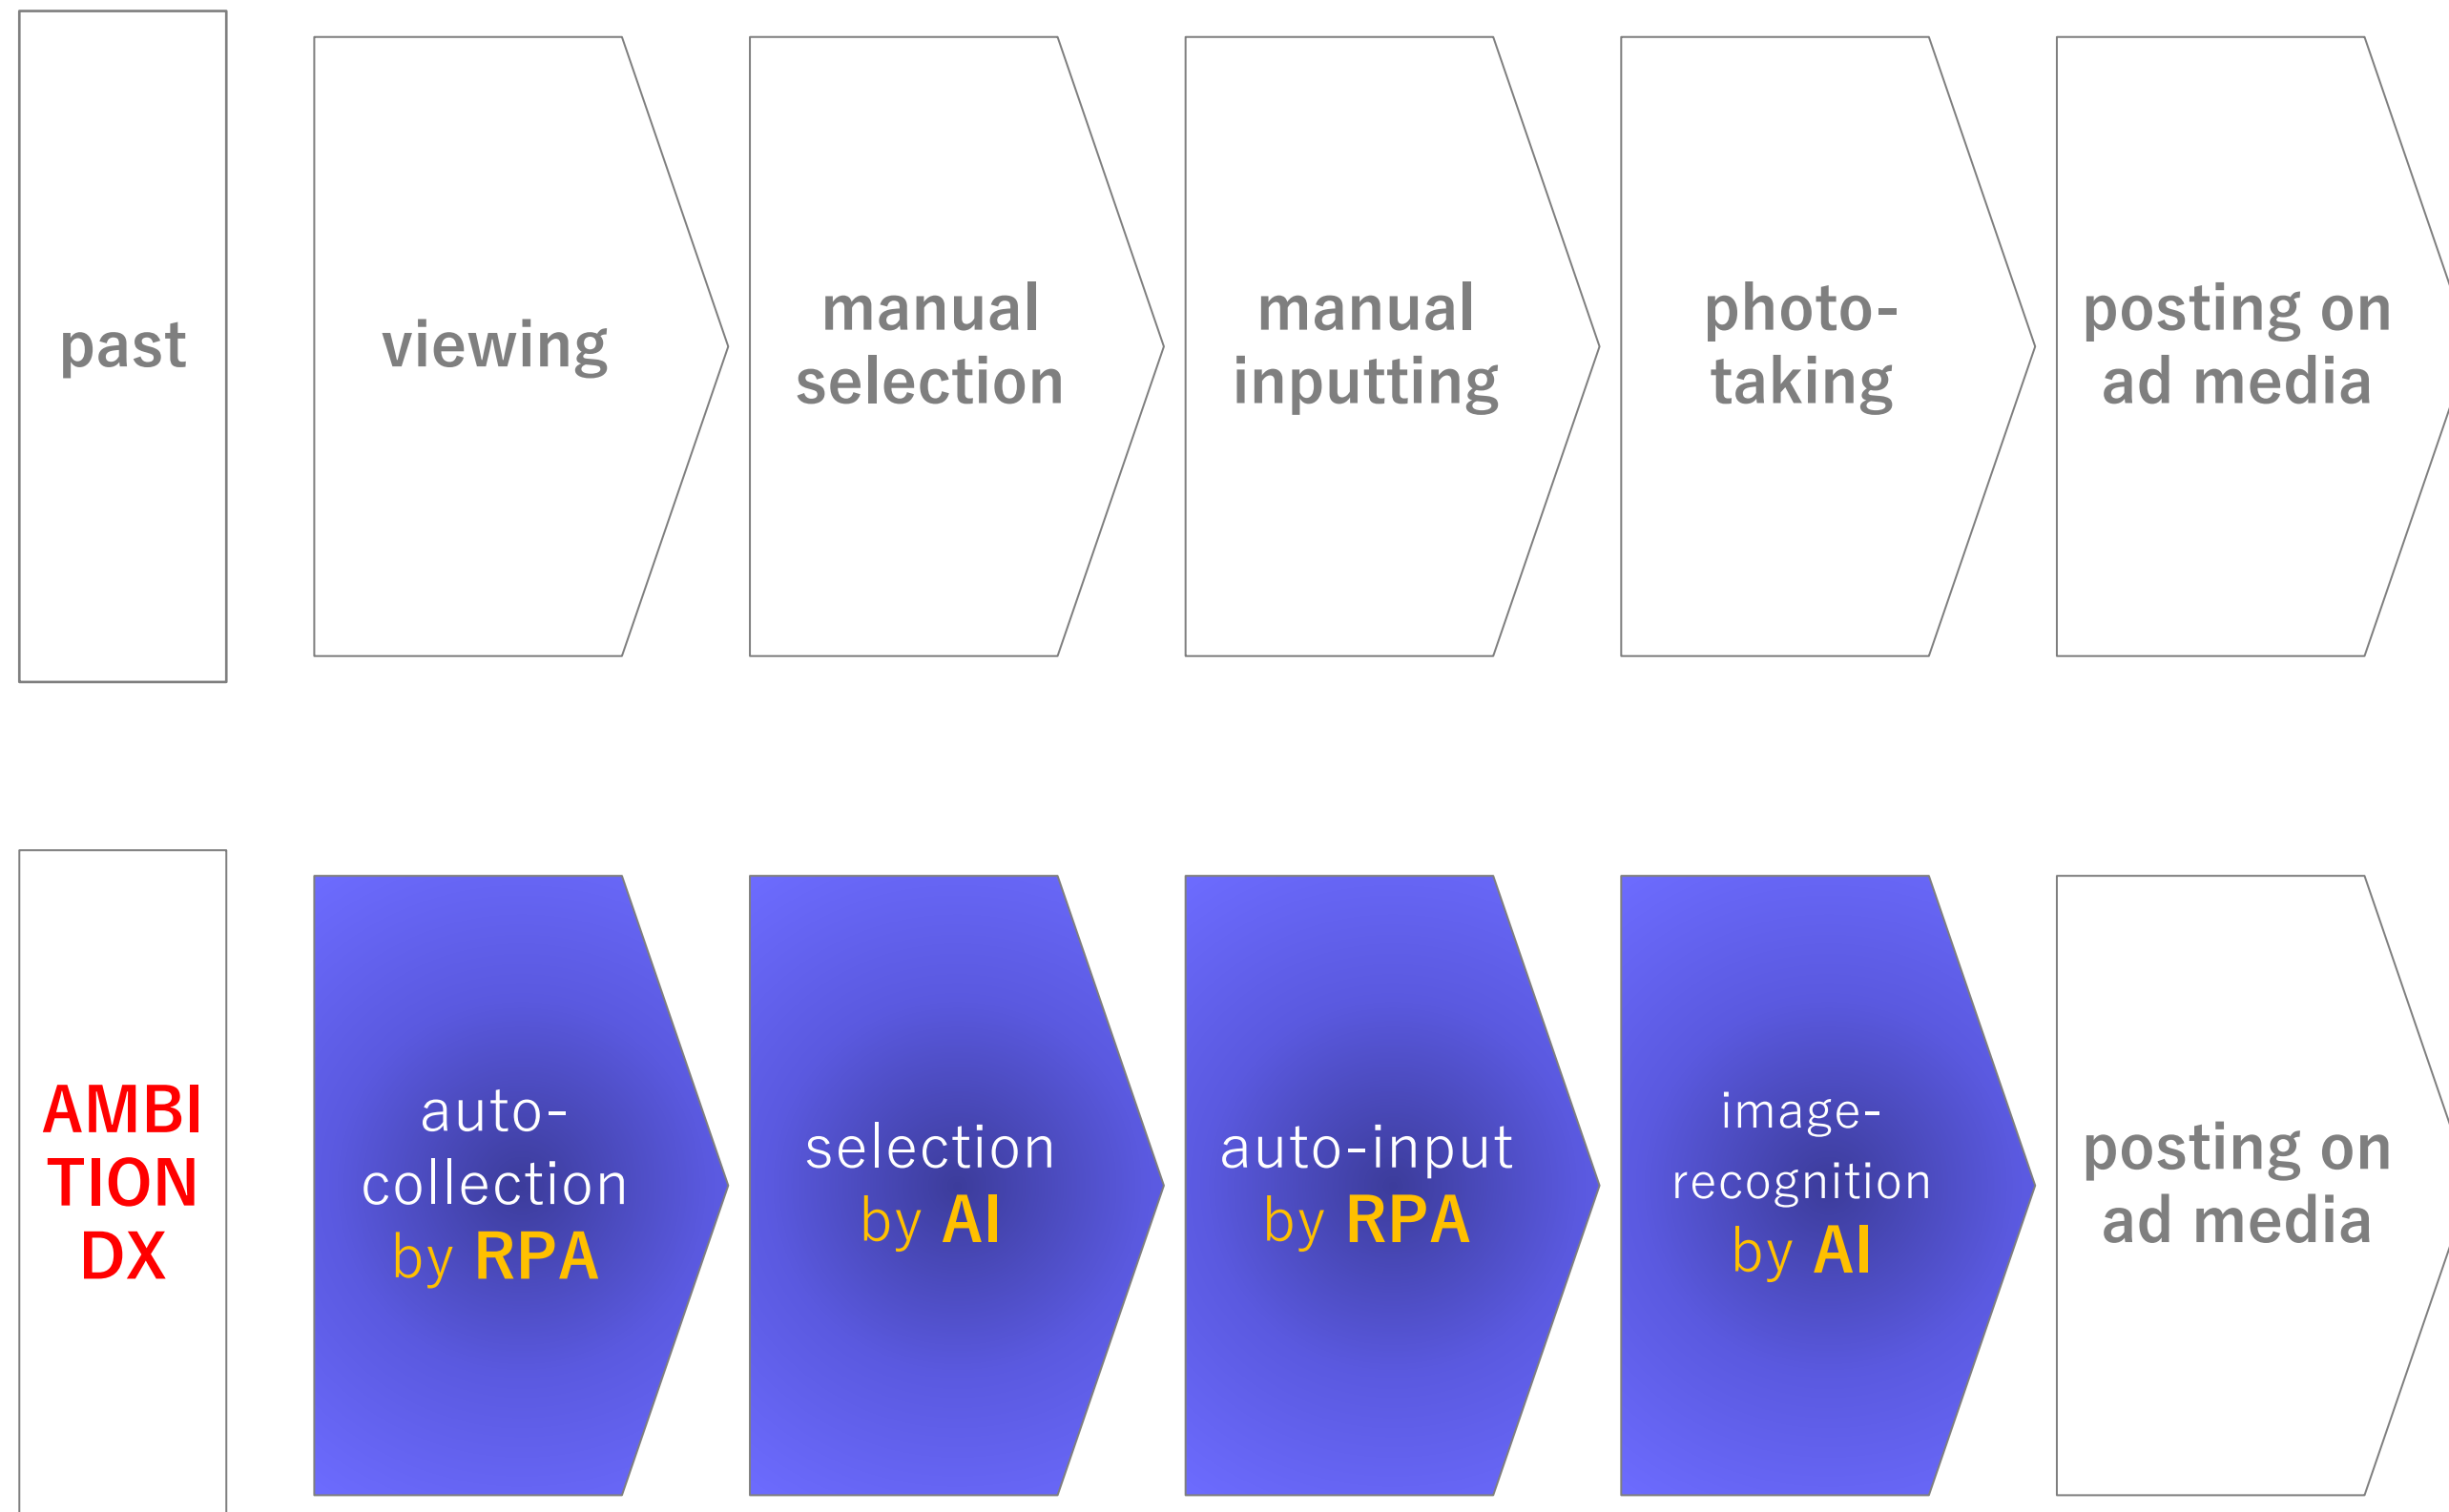 past
viewing
manual
selection
manual
inputting
photo-
taking
posting on
ad media
AMBI
TION
DX
auto-
collection
by RPA
selection
by AI
auto-input
by RPA
image-
recognition
by AI
posting on
ad media